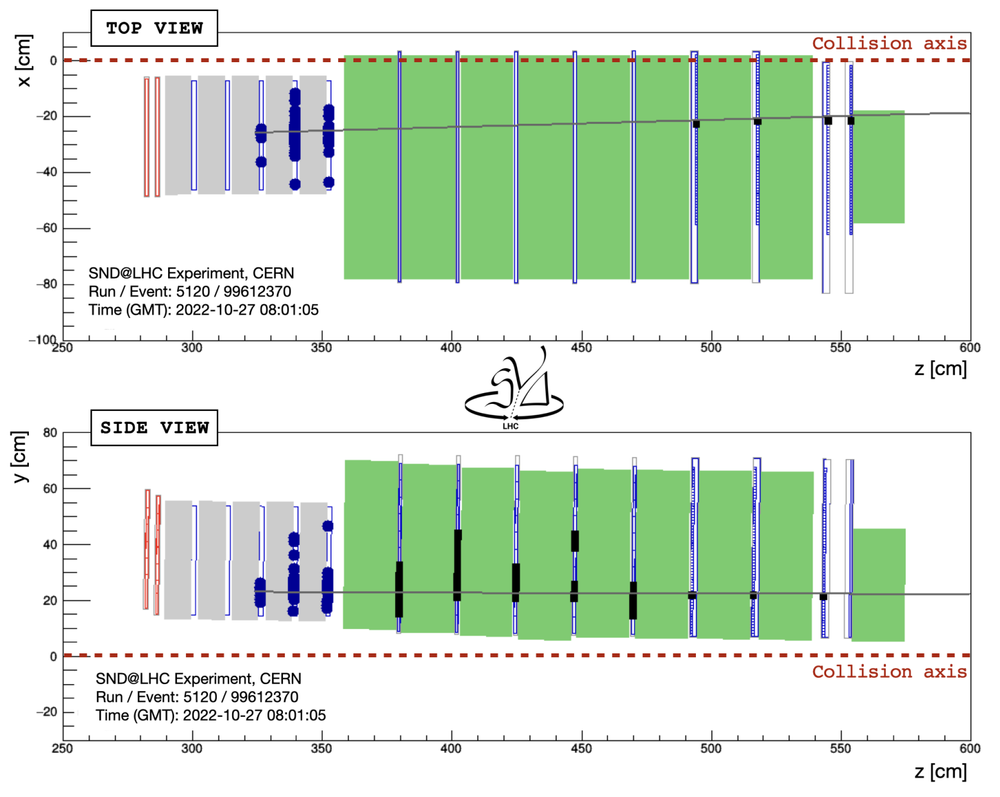 TOP VIEW
Collision axis
x [cm]
0
−20
−40
−60
−80
−100
SND@LHC Experiment, CERN
Run / Event: 5120 / 99612370
Time (GMT): 2022-10-27 08:01:05
250 300 350 400 450 500 550 600
z [cm]
LHC
SIDE VIEW
y [cm]
80
60
40
20
0
−20
Collision axis
SND@LHC Experiment, CERN
Run / Event: 5120 / 99612370
Time (GMT): 2022-10-27 08:01:05
250 300 350 400 450 500 550 600
z [cm]